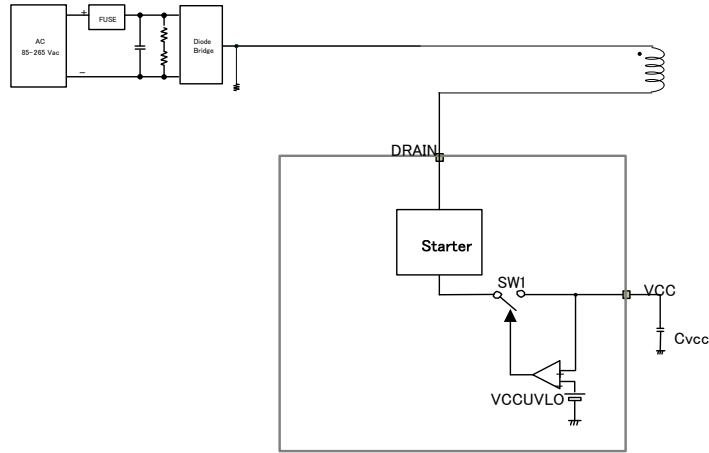 +
FUSE
AC
85-265 Vac
Diode
Bridge
−
DRAIN
Starter
SW1
VCC
Cvcc
+
VCCUVLO